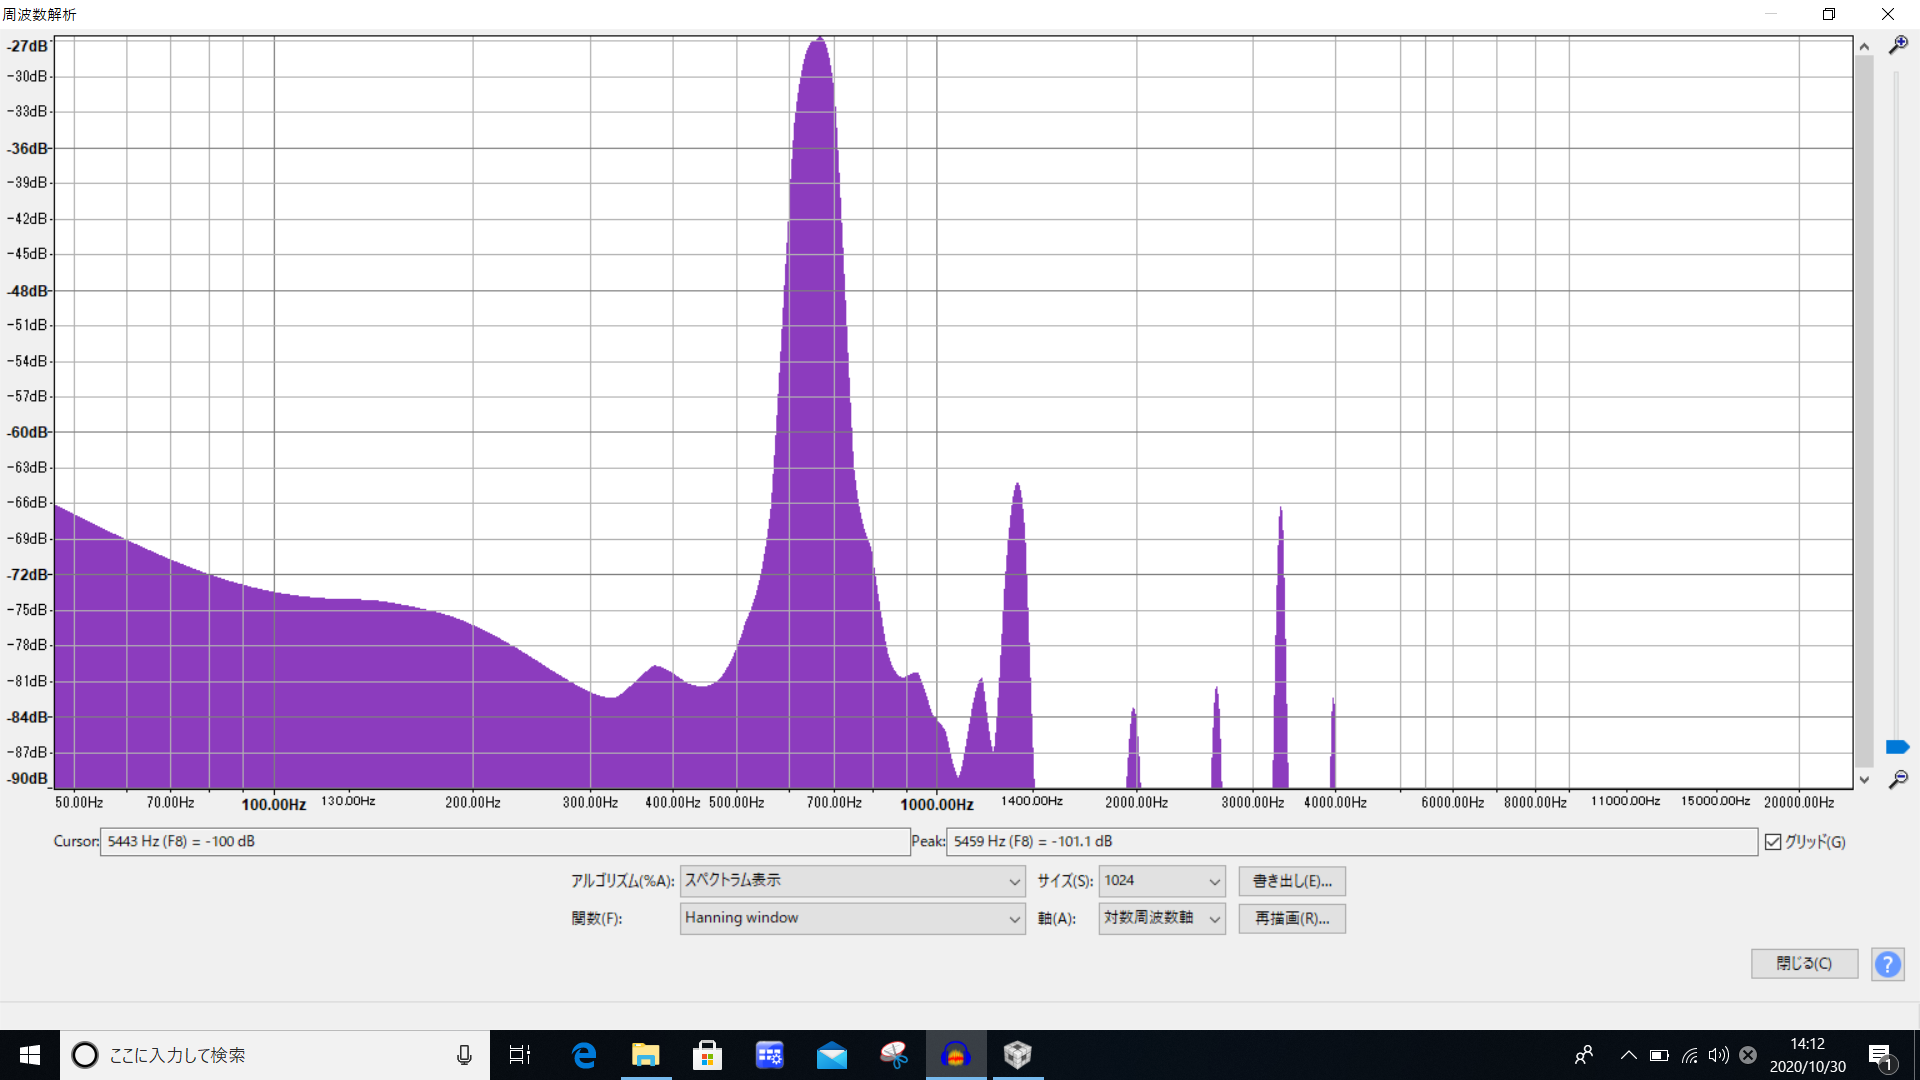 周波数解析
-27dB
-30dB
-33dB
-36dB
-39dB
-42dB
-45dB
-48dB
-51dB
-54dB
-57dB
-60dB
-63dB
-66dB
-69dB
-72dB
-75dB
-78dB
-81dB
-84dB
-87dB
-90dB
50.00Hz 70.00Hz 100.00Hz 130.00Hz 200.00Hz 300.00Hz 400.00Hz 500.00Hz 700.00Hz 1000.00Hz 1400.00Hz 2000.00Hz 3000.00Hz 4000.00Hz 6000.00Hz 8000.00Hz 11000.00Hz 15000.00Hz 20000.00Hz
Cursor: 5443 Hz (F8) = -100 dB Peak: 5459 Hz (F8) = -101.1 dB グリッド(G)
アルゴリズム(%A): スペクトラム表示 サイズ(S): 1024 書き出し(E)...
関数(F): Hanning window 軸(A): 対数周波数軸 再描画(R)...
閉じる(C) ?
ここに入力して検索
14:12
2020/10/30
1